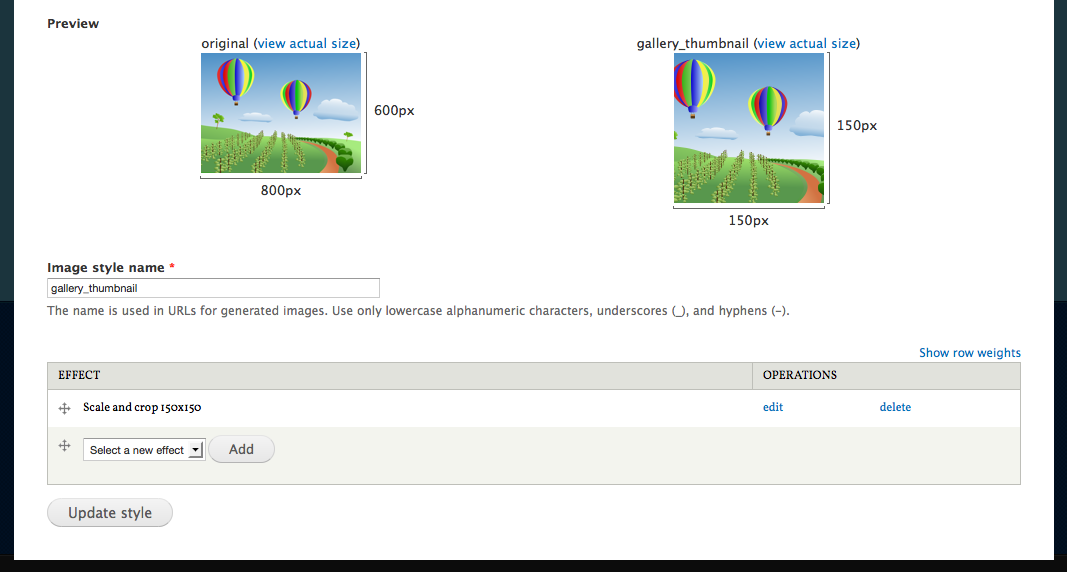 Preview
original (view actual size)
gallery_thumbnail (view actual size)
600px
150px
800px
150px
Image style name *
gallery_thumbnail
The name is used in URLs for generated images. Use only lowercase alphanumeric characters, underscores (_), and hyphens (-).
Show row weights
EFFECT OPERATIONS
Scale and crop 150x150 edit delete
Select a new effect Add
Update style